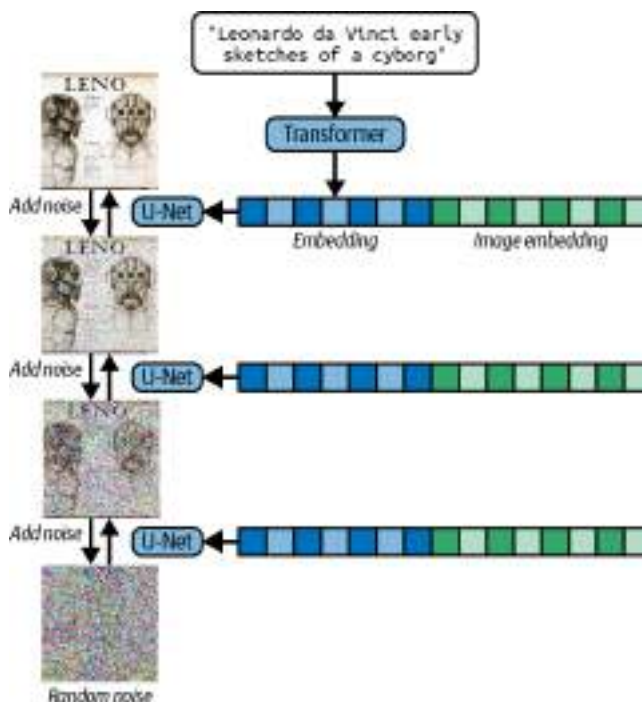 "Leonardo da Vinci early
sketches of a cyborg"
LENO
Transformer
Add noise
U-Net
Embedding
Image embedding
LENO
Add noise
U-Net
LENO
Add noise
U-Net
Random noise